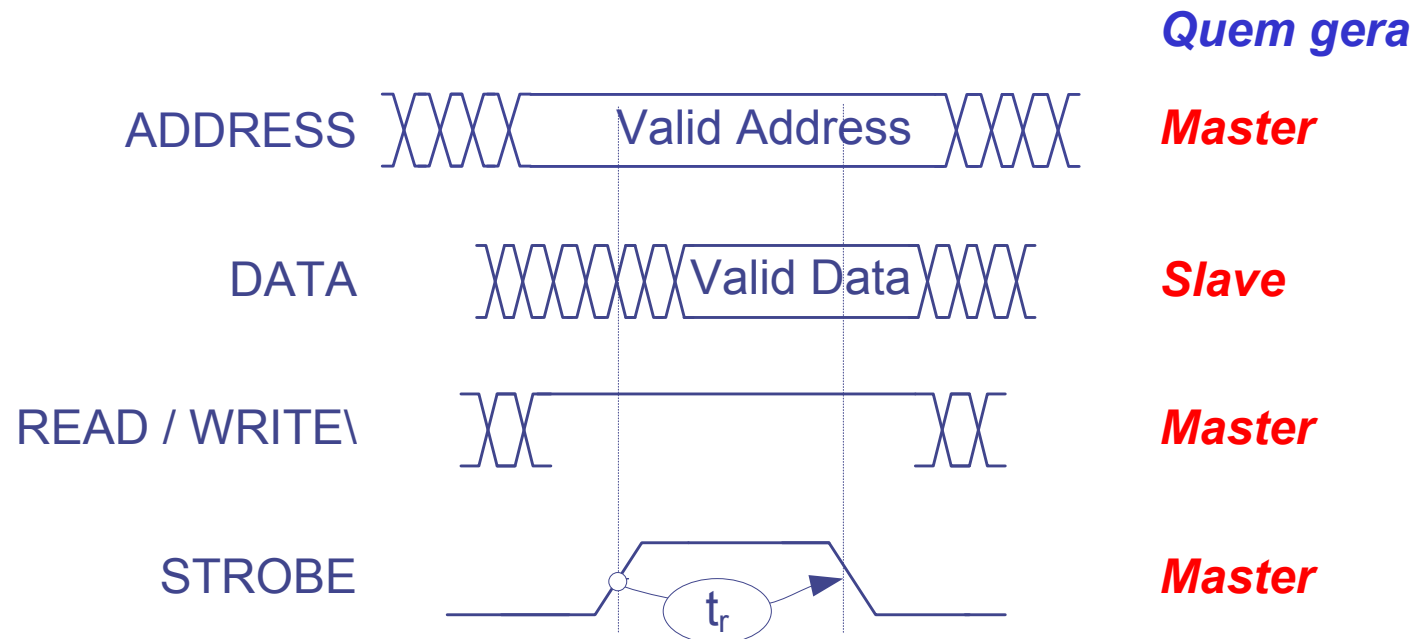 Quem gera
ADDRESS Valid Address Master
DATA Valid Data Slave
READ / WRITE\ Master
STROBE Master
tr